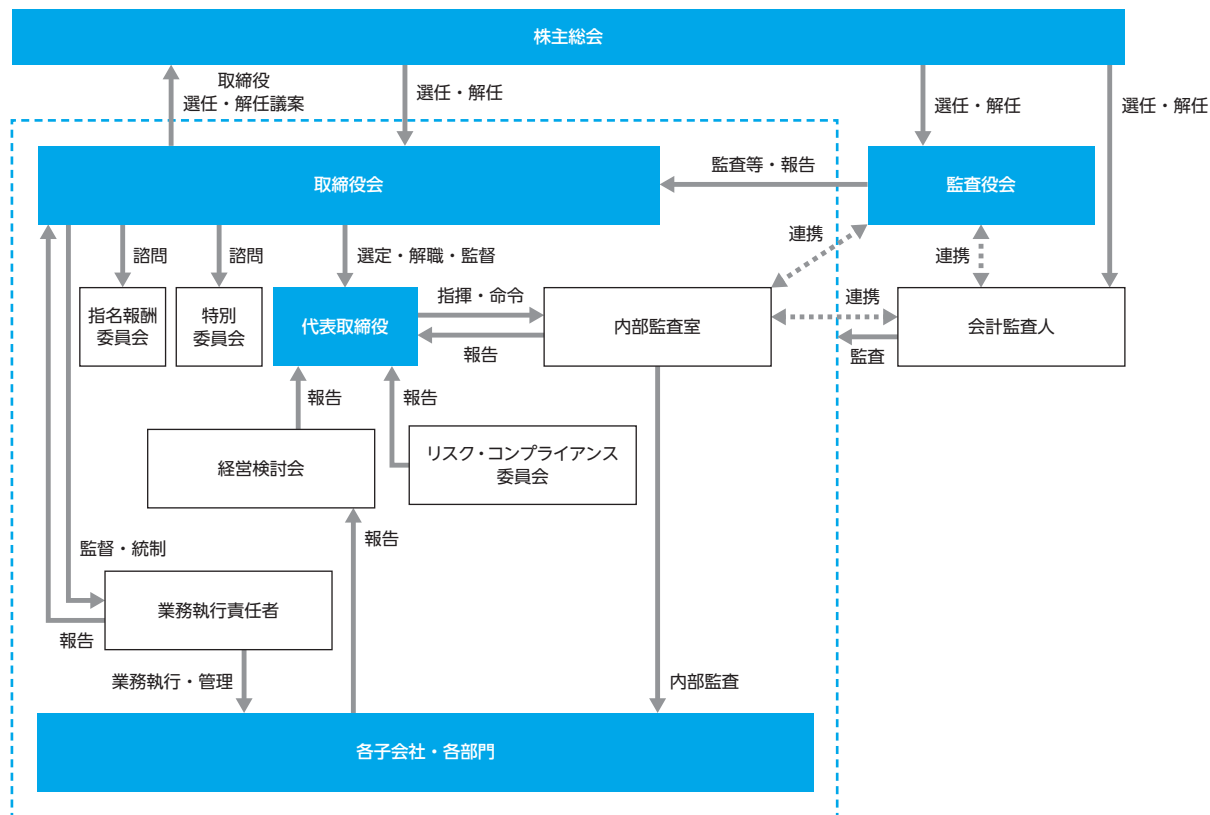 株主総会
取締役
選任・解任議案
選任・解任
選任・解任
選任・解任
取締役会
監査等・報告
監査役会
諮問
諮問
選定・解職・監督
連携
連携
指名報酬
委員会
特別
委員会
代表取締役
指揮・命令
報告
内部監査室
連携
監査
会計監査人
報告
報告
経営検討会
リスク・コンプライアンス
委員会
報告
監督・統制
業務執行責任者
報告
業務執行・管理
内部監査
各子会社・各部門